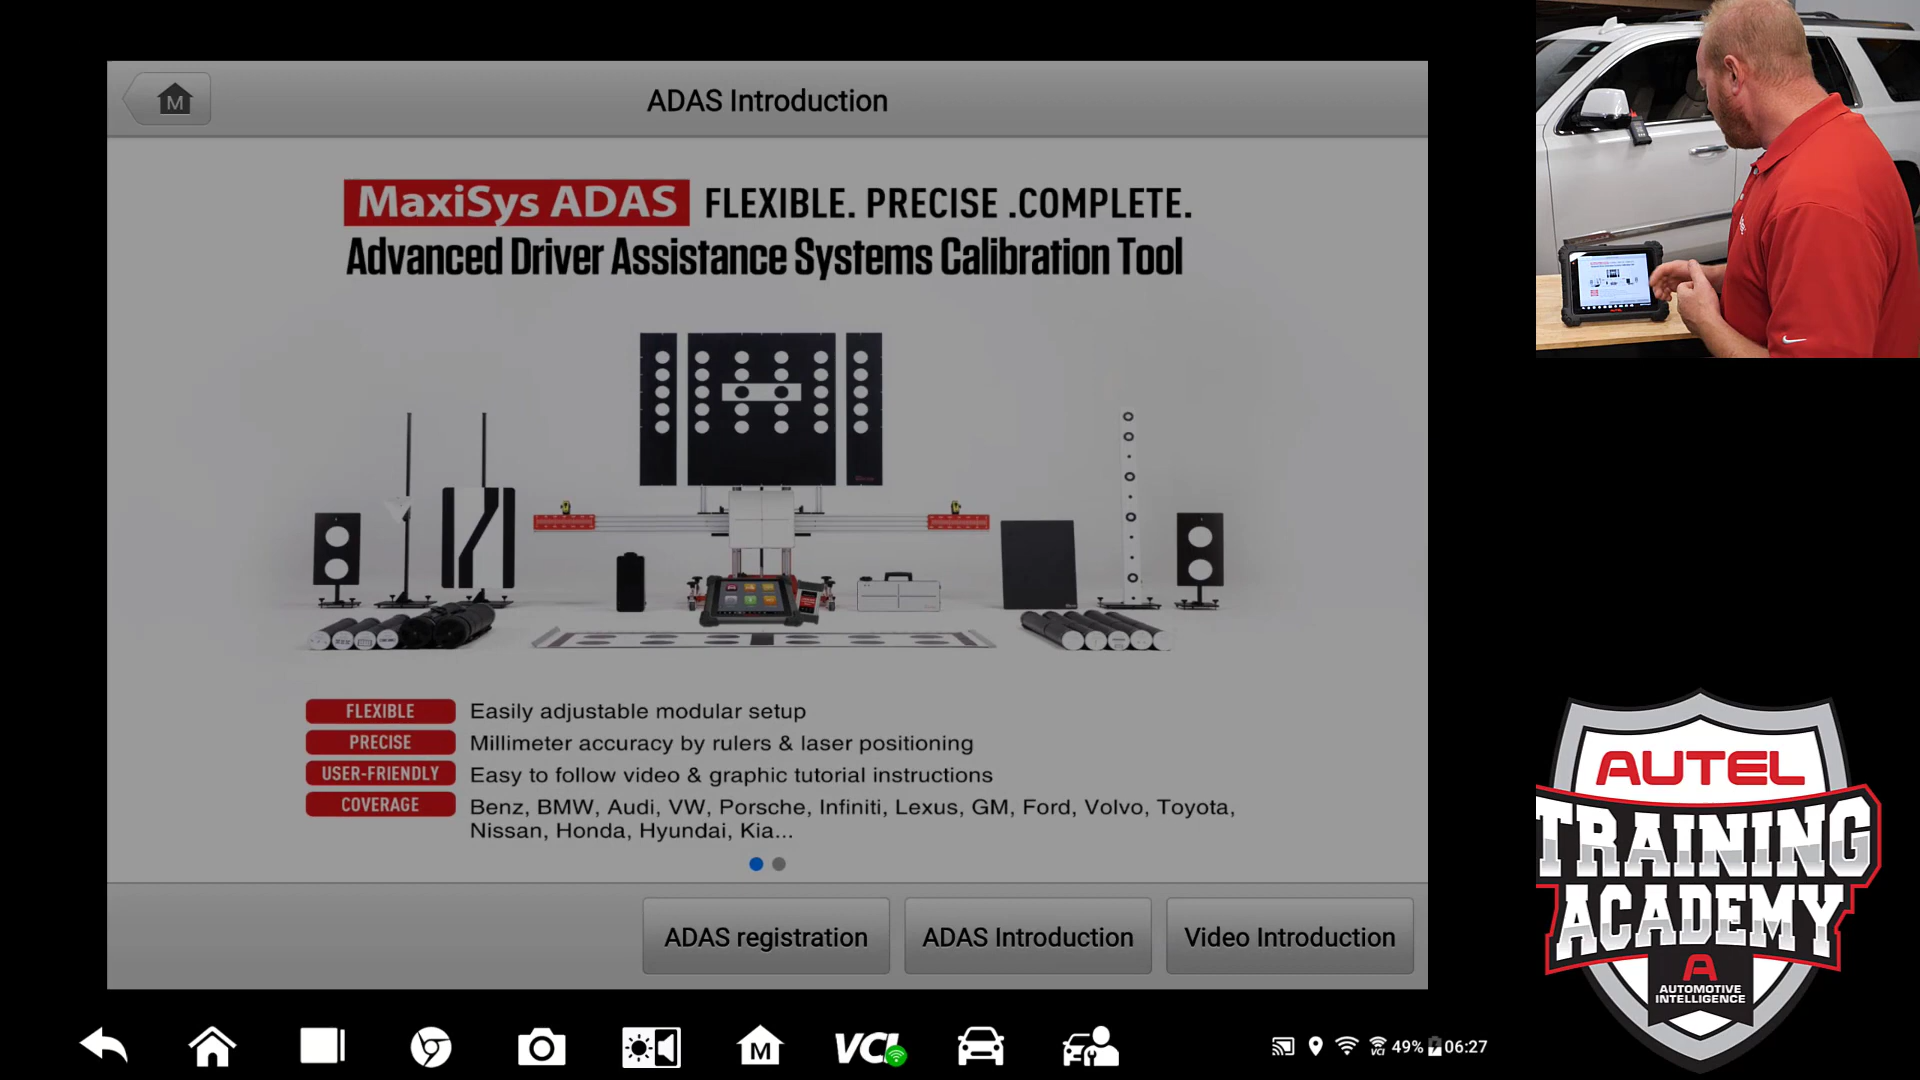 M
ADAS Introduction
MaxiSys ADAS FLEXIBLE. PRECISE .COMPLETE.
Advanced Driver Assistance Systems Calibration Tool
FLEXIBLE Easily adjustable modular setup
PRECISE Millimeter accuracy by rulers & laser positioning
USER-FRIENDLY Easy to follow video & graphic tutorial instructions
COVERAGE Benz, BMW, Audi, VW, Porsche, Infiniti, Lexus, GM, Ford, Volvo, Toyota,
Nissan, Honda, Hyundai, Kia...
ADAS registration ADAS Introduction Video Introduction
M VCI VCI 49% 06:27
AUTEL
TRAINING
ACADEMY
A
AUTOMOTIVE
INTELLIGENCE